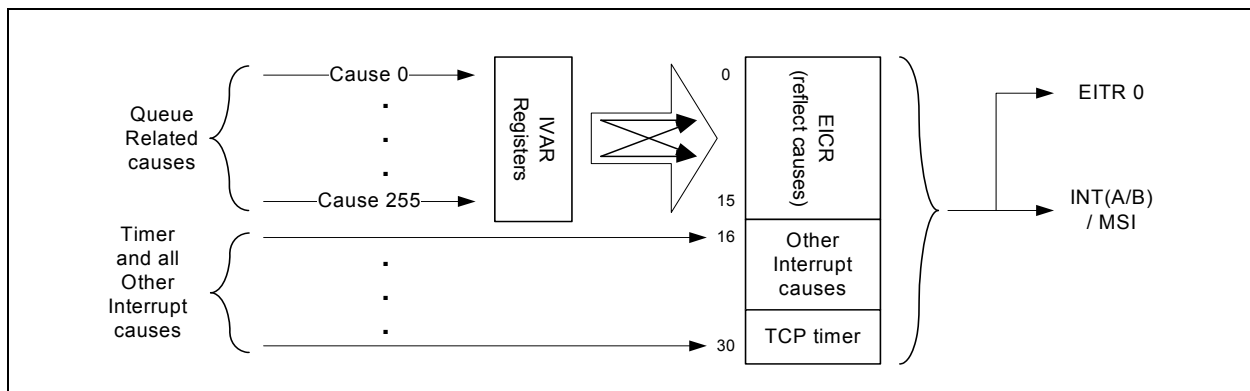 Queue
Related
causes
Cause 0
Cause 255
IVAR
Registers
0
15
16
30
EICR
(reflect causes)
Other
Interrupt
causes
TCP timer
EITR 0
INT(A/B)
/ MSI
Timer
and all
Other
Interrupt
causes